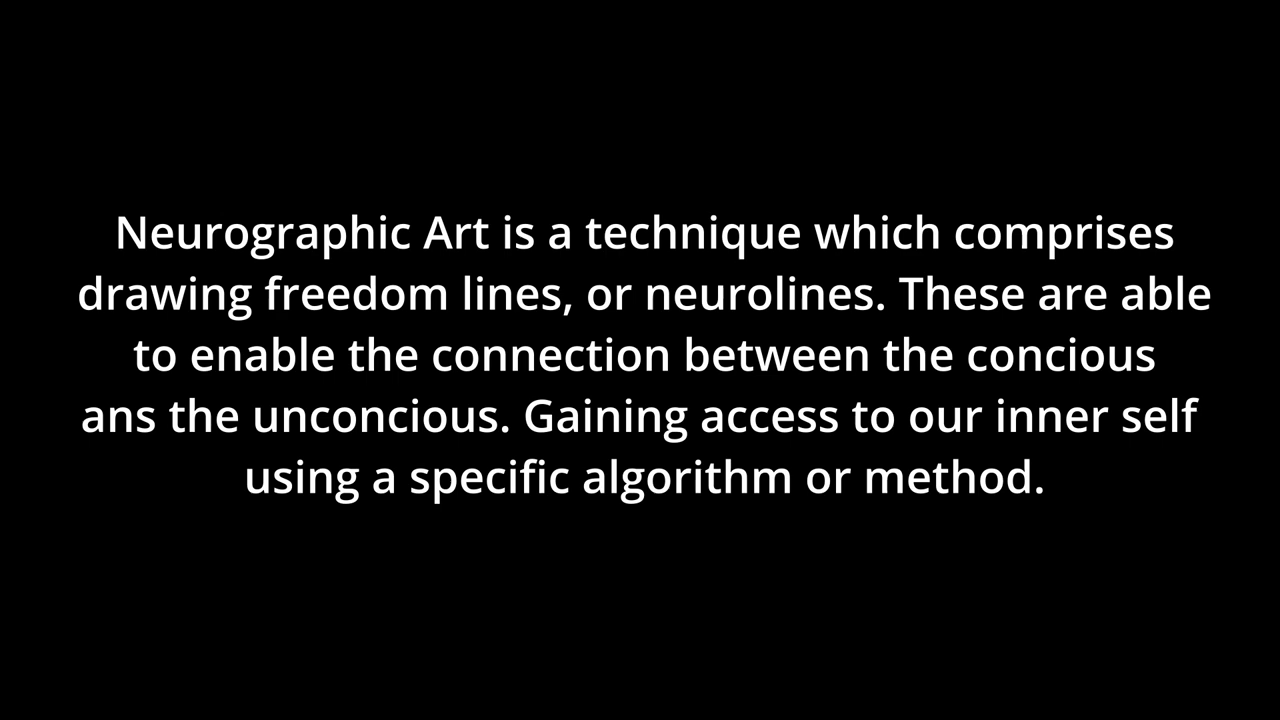 Neurographic Art is a technique which comprises
drawing freedom lines, or neurolines. These are able
to enable the connection between the concious
ans the unconcious. Gaining access to our inner self
using a specific algorithm or method.